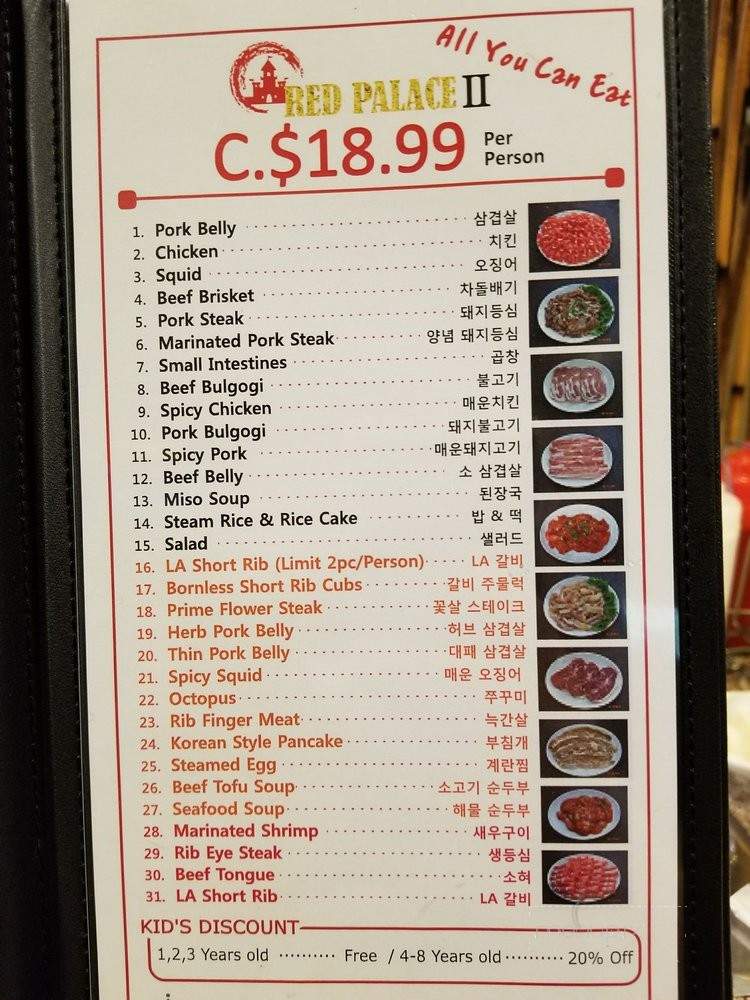 All You Can Eat
RED PALACE II
C.$18.99 Per Person
1. Pork Belly 삼겹살
2. Chicken 치킨
3. Squid 오징어
4. Beef Brisket 차돌배기
5. Pork Steak 돼지등심
6. Marinated Pork Steak 양념 돼지등심
7. Small Intestines 곱창
8. Beef Bulgogi 불고기
9. Spicy Chicken 매운치킨
10. Pork Bulgogi 돼지불고기
11. Spicy Pork 매운돼지고기
12. Beef Belly 소 삼겹살
13. Miso Soup 된장국
14. Steam Rice & Rice Cake 밥 & 떡
15. Salad 샐러드
16. LA Short Rib (Limit 2pc/Person) LA 갈비
17. Bornless Short Rib Cubs 갈비 주물럭
18. Prime Flower Steak 꽃살 스테이크
19. Herb Pork Belly 허브 삼겹살
20. Thin Pork Belly 대패 삼겹살
21. Spicy Squid 매운 오징어
22. Octopus 쭈꾸미
23. Rib Finger Meat 늑간살
24. Korean Style Pancake 부침개
25. Steamed Egg 계란찜
26. Beef Tofu Soup 소고기 순두부
27. Seafood Soup 해물 순두부
28. Marinated Shrimp 새우구이
29. Rib Eye Steak 생등심
30. Beef Tongue 소혀
31. LA Short Rib LA 갈비
KID'S DISCOUNT
1,2,3 Years old ·········· Free / 4-8 Years old ·········· 20% Off